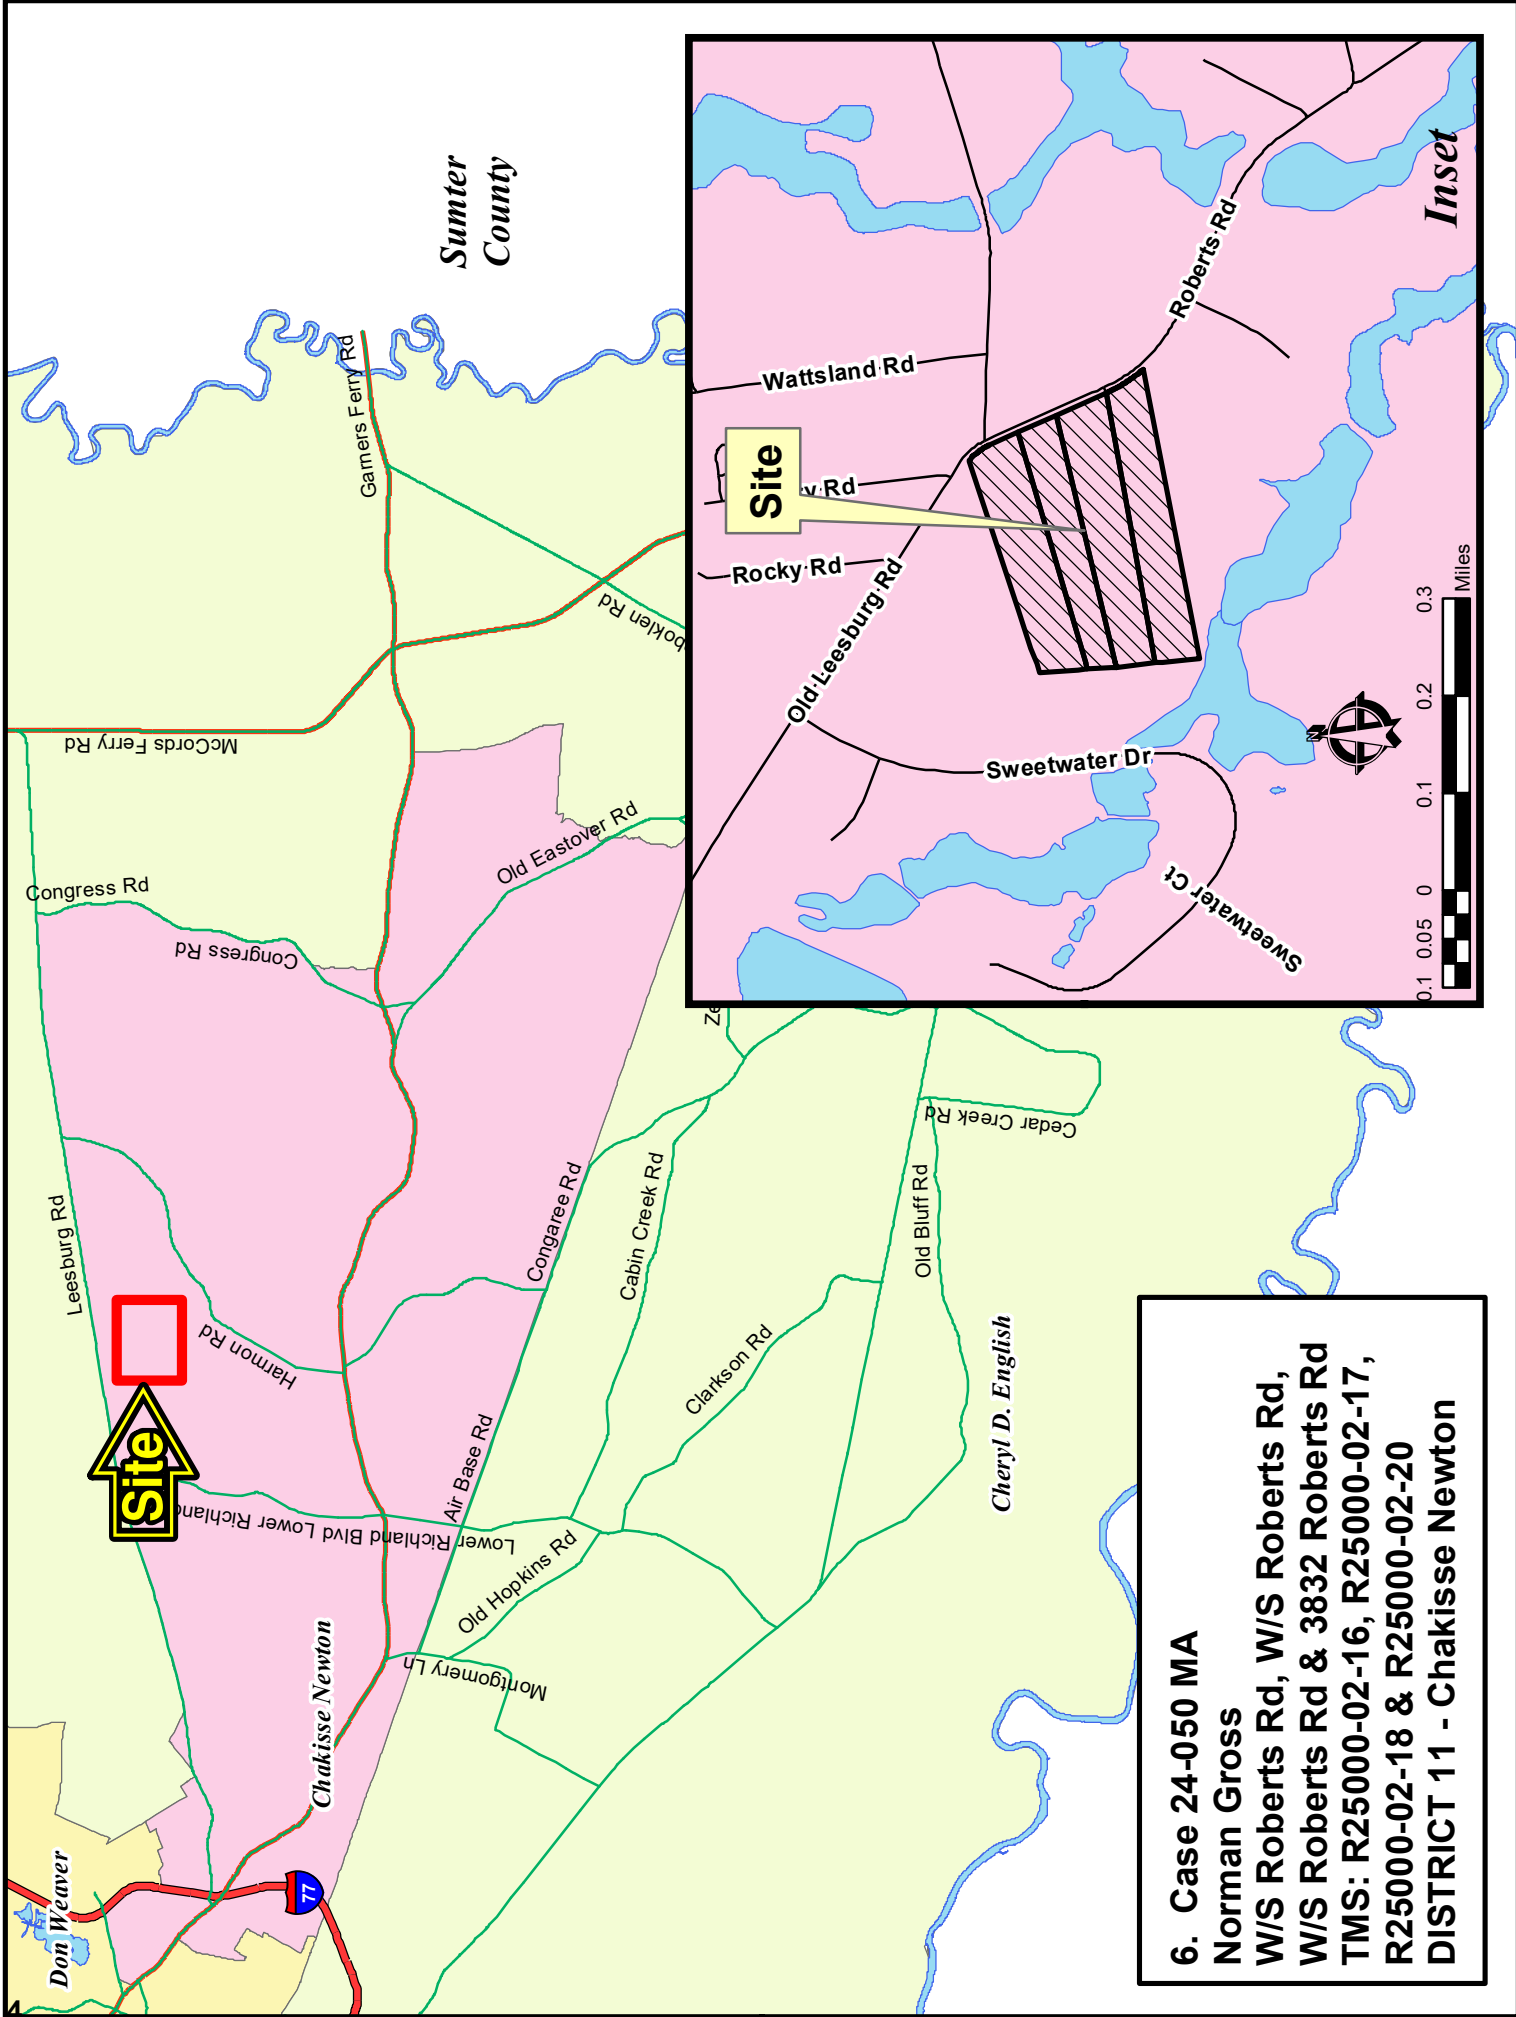 Don Weaver
77
Chakisse Newton
Site
Leesburg Rd
Harmon Rd
Lower Richland Blvd
Lower Richland
Air Base Rd
Montgomery Ln
Old Hopkins Rd
Congaree Rd
Cabin Creek Rd
Clarkson Rd
Old Bluff Rd
Cedar Creek Rd
Cheryl D. English
Congress Rd
Congress Rd
McCords Ferry Rd
Old Eastover Rd
Garners Ferry Rd
Sumter
County
Site
Wattsland Rd
Rocky Rd
Rd
Old Leesburg Rd
Roberts Rd
Sweetwater Dr
Sweetwater Ct
Inset
N
0.1 0.05 0 0.1 0.2 0.3
Miles
6. Case 24-050 MA
Norman Gross
W/S Roberts Rd, W/S Roberts Rd,
W/S Roberts Rd & 3832 Roberts Rd
TMS: R25000-02-16, R25000-02-17,
R25000-02-18 & R25000-02-20
DISTRICT 11 - Chakisse Newton